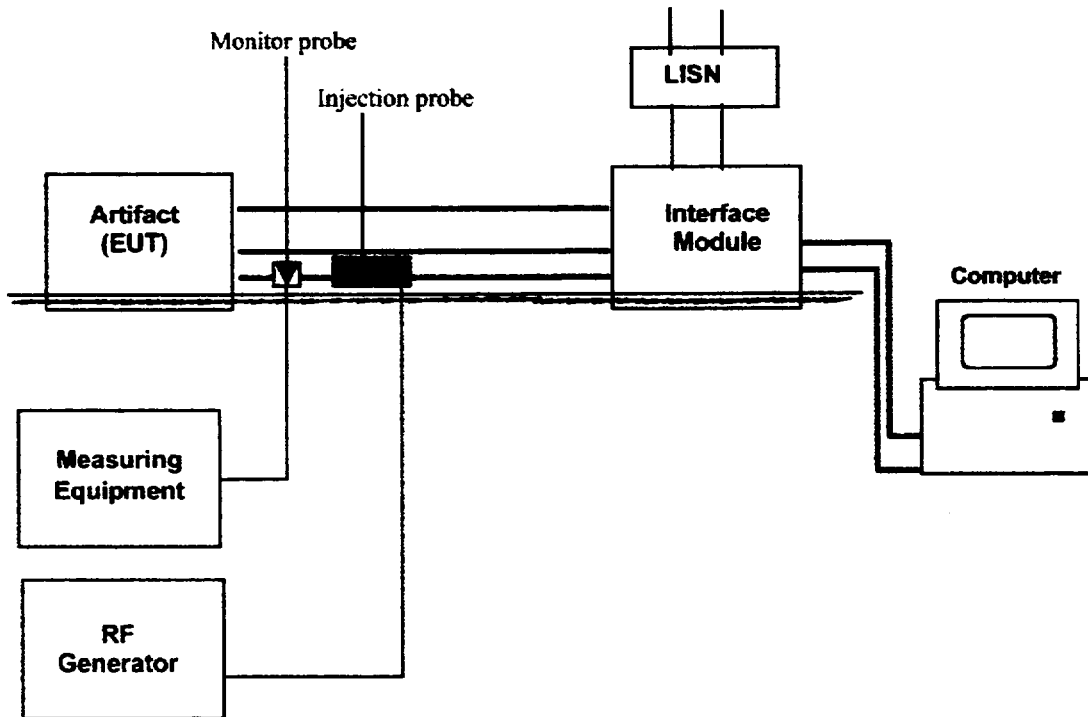 Monitor probe
Injection probe
LISN
Artifact
(EUT)
Interface
Module
Computer
Measuring
Equipment
RF
Generator